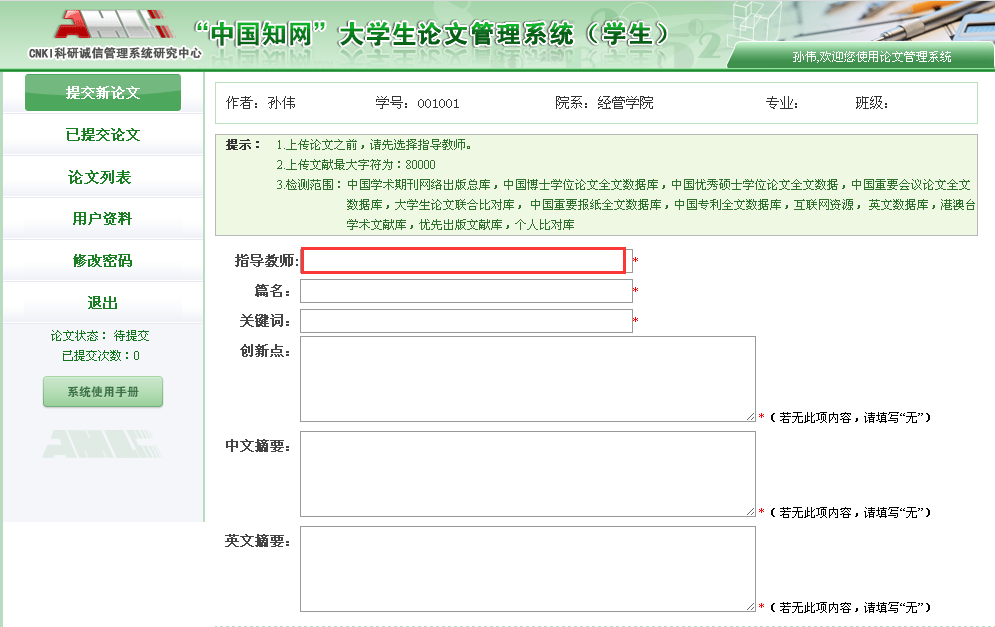 AMLC
CNKI科研诚信管理系统研究中心
“中国知网”大学生论文管理系统（学生）
孙伟,欢迎您使用论文管理系统
提交新论文
已提交论文
论文列表
用户资料
修改密码
退出
论文状态： 待提交
已提交次数：0
系统使用手册
作者： 孙伟 学号： 001001 院系： 经管学院 专业： 班级：
提示： 1.上传论文之前，请先选择指导教师。
2.上传文献最大字符为：80000
3.检测范围： 中国学术期刊网络出版总库，中国博士学位论文全文数据库，中国优秀硕士学位论文全文数据，中国重要会议论文全文
数据库，大学生论文联合比对库， 中国重要报纸全文数据库，中国专利全文数据库，互联网资源， 英文数据库，港澳台
学术文献库，优先出版文献库，个人比对库
指导教师: *
篇名： *
关键词： *
创新点：
*（若无此项内容，请填写“无”）
中文摘要：
*（若无此项内容，请填写“无”）
英文摘要：
*（若无此项内容，请填写“无”）